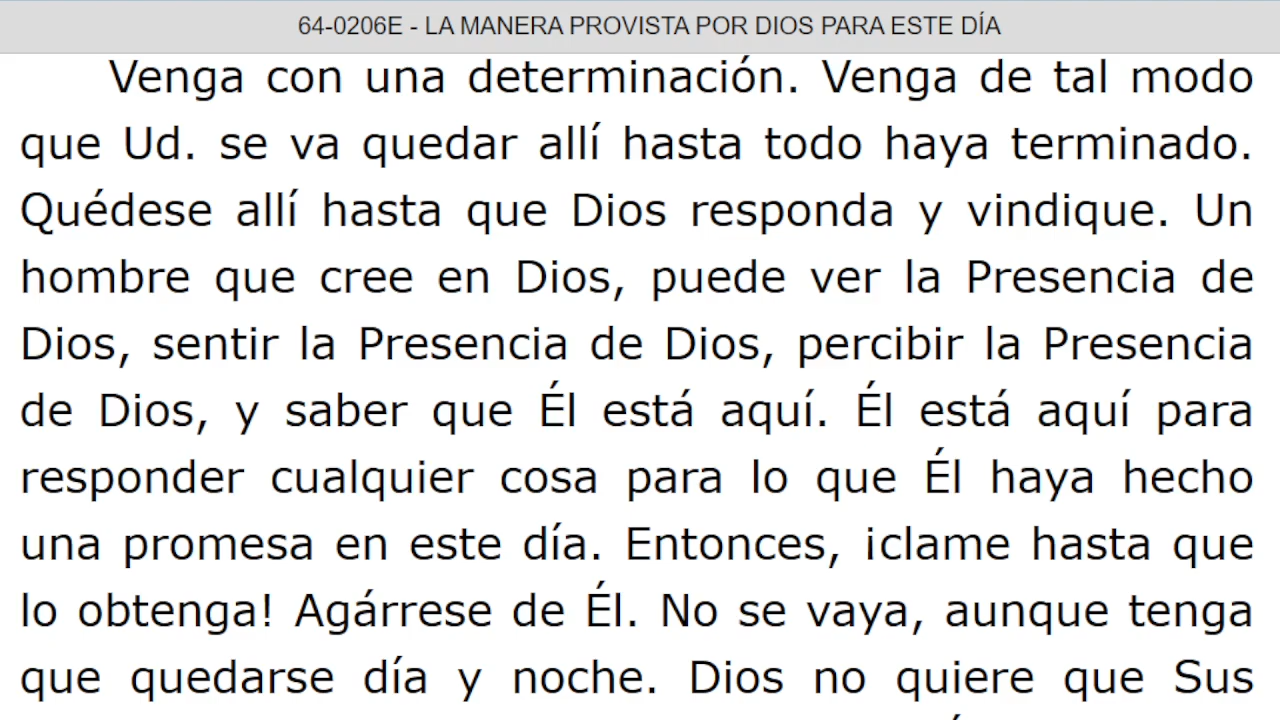 64-0206E - LA MANERA PROVISTA POR DIOS PARA ESTE DÍA
Venga con una determinación. Venga de tal modo
que Ud. se va quedar allí hasta todo haya terminado.
Quédese allí hasta que Dios responda y vindique. Un
hombre que cree en Dios, puede ver la Presencia de
Dios, sentir la Presencia de Dios, percibir la Presencia
de Dios, y saber que Él está aquí. Él está aquí para
responder cualquier cosa para lo que Él haya hecho
una promesa en este día. Entonces, ¡clame hasta que
lo obtenga! Agárrese de Él. No se vaya, aunque tenga
que quedarse día y noche. Dios no quiere que Sus